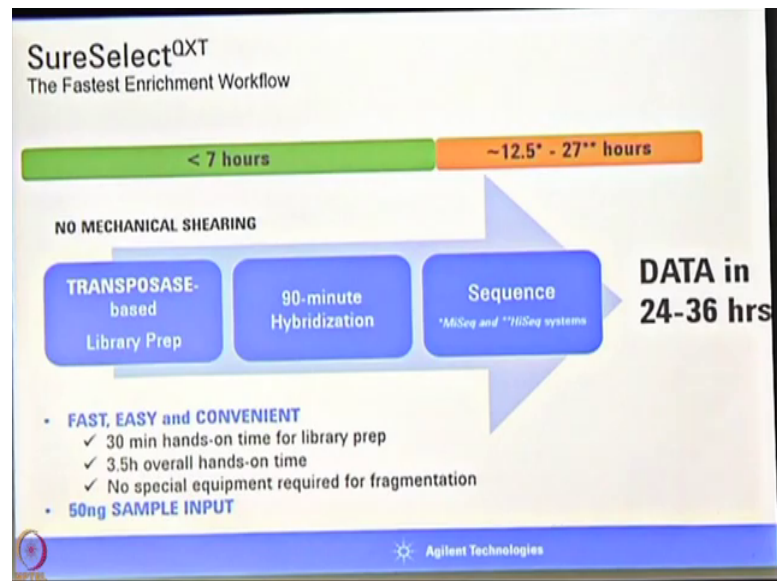 SureSelectQXT
The Fastest Enrichment Workflow
< 7 hours
~12.5* - 27** hours
NO MECHANICAL SHEARING
TRANSPOSASE-
based
Library Prep
90-minute
Hybridization
Sequence
*MiSeq and **HiSeq systems
DATA in
24-36 hrs
• FAST, EASY and CONVENIENT
✓ 30 min hands-on time for library prep
✓ 3.5h overall hands-on time
✓ No special equipment required for fragmentation
• 50ng SAMPLE INPUT
Agilent Technologies
NPTEL